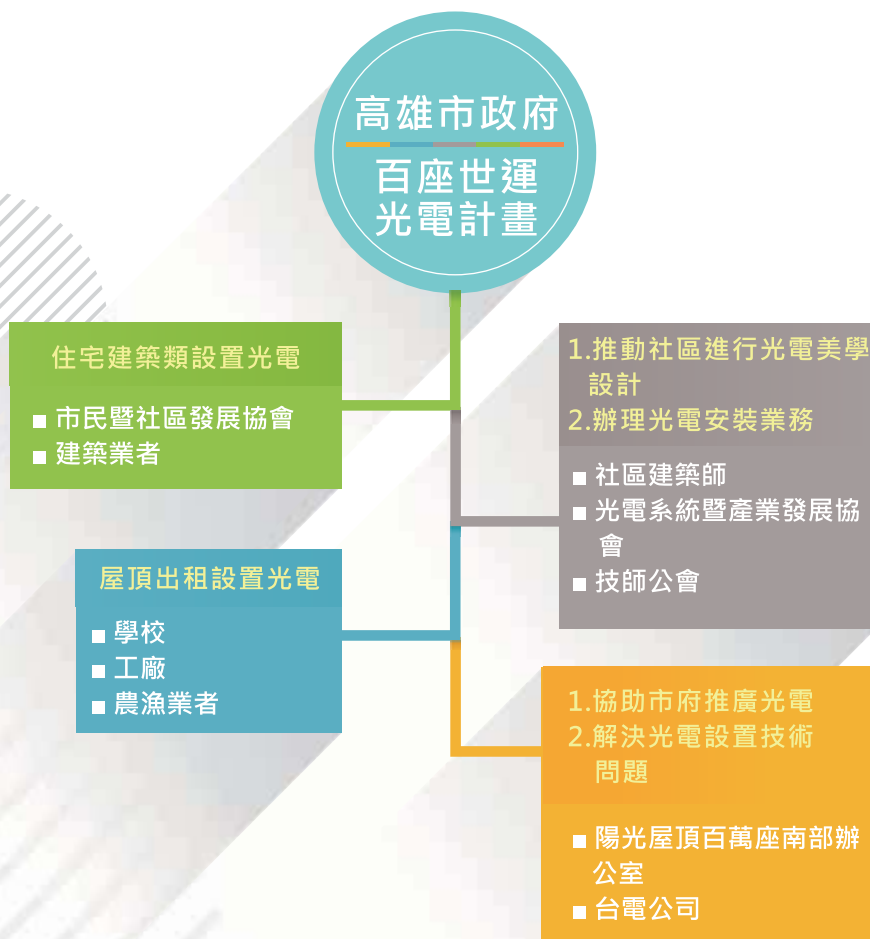 高雄市政府
百座世運
光電計畫
住宅建築類設置光電
■ 市民暨社區發展協會
■ 建築業者
1.推動社區進行光電美學
設計
2.辦理光電安裝業務
■ 社區建築師
■ 光電系統暨產業發展協
會
■ 技師公會
屋頂出租設置光電
■ 學校
■ 工廠
■ 農漁業者
1.協助市府推廣光電
2.解決光電設置技術
問題
■ 陽光屋頂百萬座南部辦
公室
■ 台電公司